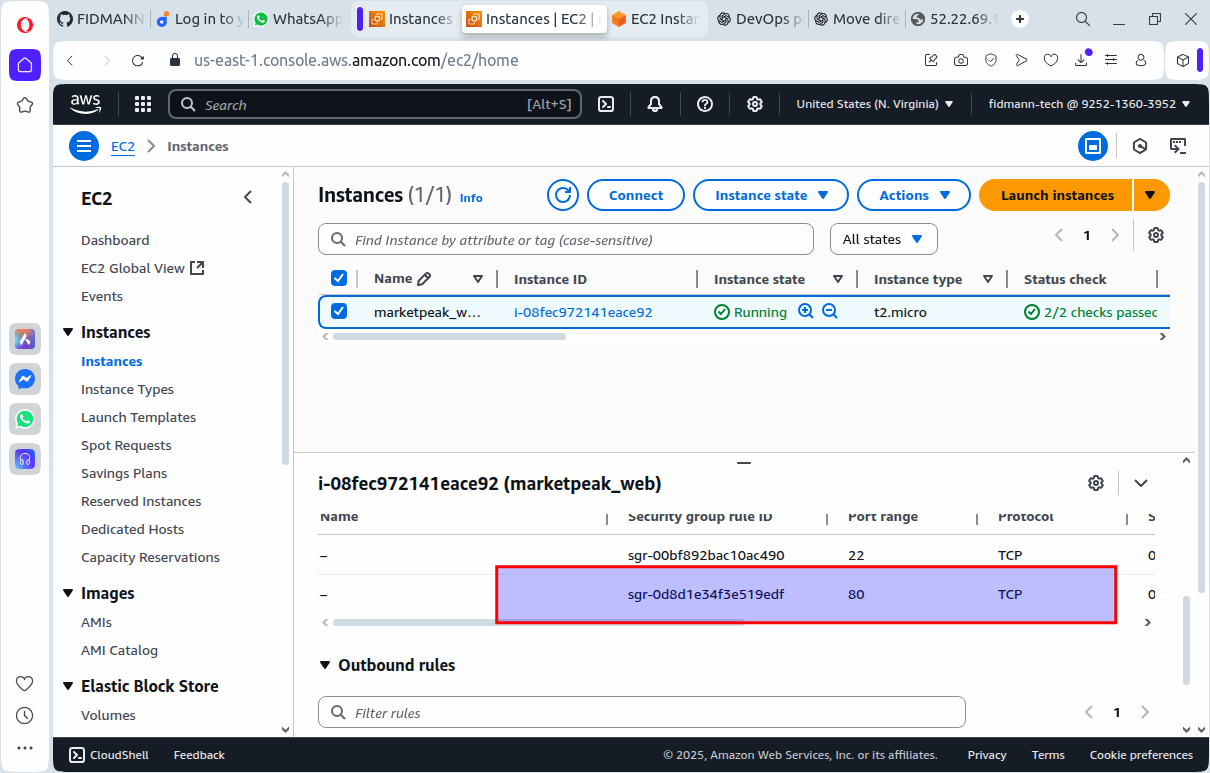 FIDMANN
Log in to y
WhatsApp
Instances
Instances | EC2 |
EC2 Instan
DevOps p
Move dire
52.22.69.1
us-east-1.console.aws.amazon.com/ec2/home
aws
Search
[Alt+S]
United States (N. Virginia)
fidmann-tech @ 9252-1360-3952
EC2
Instances
EC2
Dashboard
EC2 Global View
Events
Instances
Instances
Instance Types
Launch Templates
Spot Requests
Savings Plans
Reserved Instances
Dedicated Hosts
Capacity Reservations
Images
AMIs
AMI Catalog
Elastic Block Store
Volumes
Instances (1/1) Info
Connect
Instance state
Actions
Launch instances
Find Instance by attribute or tag (case-sensitive)
All states
1
Name Instance ID Instance state Instance type Status check
marketpeak_w... i-08fec972141eace92 Running t2.micro 2/2 checks passed
i-08fec972141eace92 (marketpeak_web)
Name Security group rule ID Port range Protocol S
– sgr-00bf892bac10ac490 22 TCP 0
– sgr-0d8d1e34f3e519edf 80 TCP 0
Outbound rules
Filter rules
1
CloudShell Feedback © 2025, Amazon Web Services, Inc. or its affiliates. Privacy Terms Cookie preferences